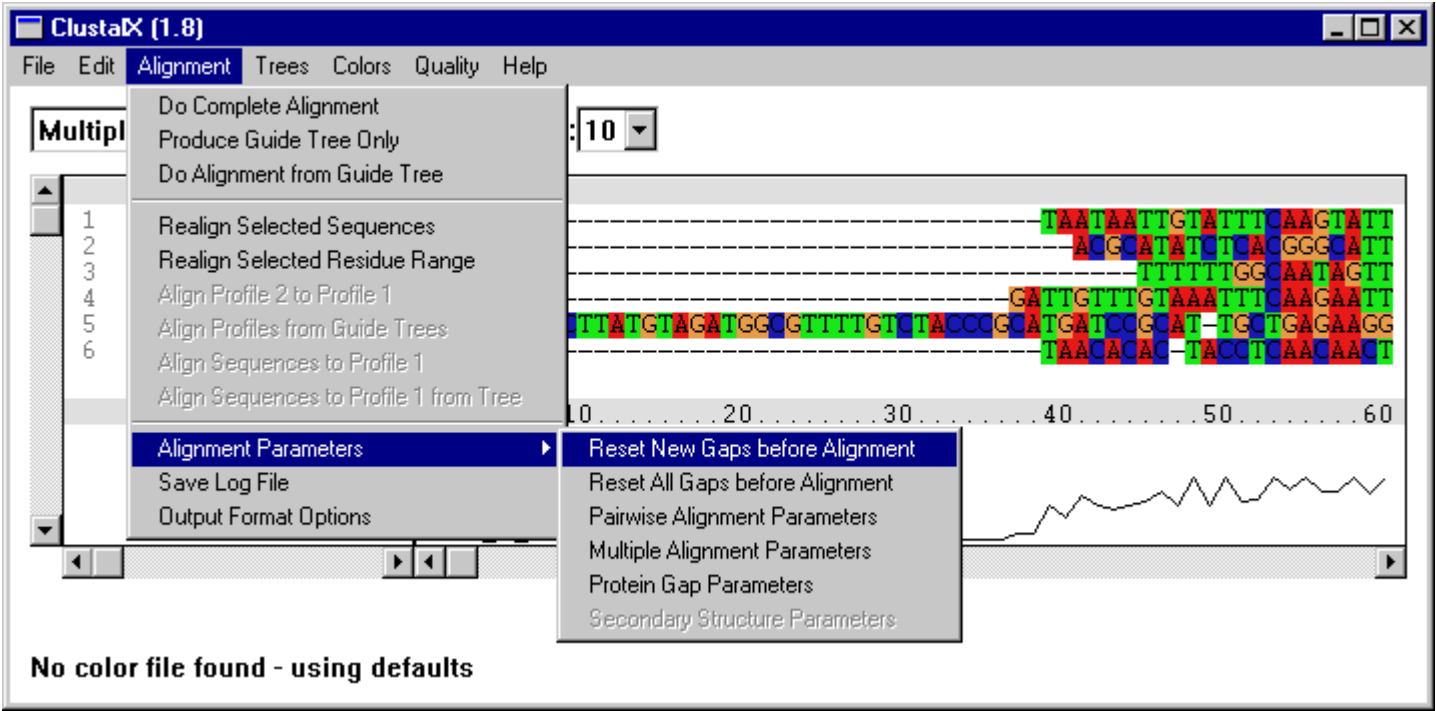 ClustalX (1.8)
File Edit Alignment Trees Colors Quality Help
Do Complete Alignment
Multipl :10
Produce Guide Tree Only
Do Alignment from Guide Tree
Realign Selected Sequences
1 TAATAATTGTATTTCAAGTATT
2 ACGCATATCTCACGGGCATT
Realign Selected Residue Range
3 TTTTTTGGCAATAGTT
Align Profile 2 to Profile 1
4 GATTGTTTGTAAATTTCAAGAATT
Align Profiles from Guide Trees
5 CTTATGTAGATGGCGTTTTGTCTACCCGCATGATCCGCAT-TGCTGAGAAGG
6 TAACACAC-TACCTCAACAACT
Align Sequences to Profile 1
Align Sequences to Profile 1 from Tree
10.........20.........30.........40.........50.........60
Alignment Parameters
Save Log File
Output Format Options
Reset New Gaps before Alignment
Reset All Gaps before Alignment
Pairwise Alignment Parameters
Multiple Alignment Parameters
Protein Gap Parameters
Secondary Structure Parameters
No color file found - using defaults